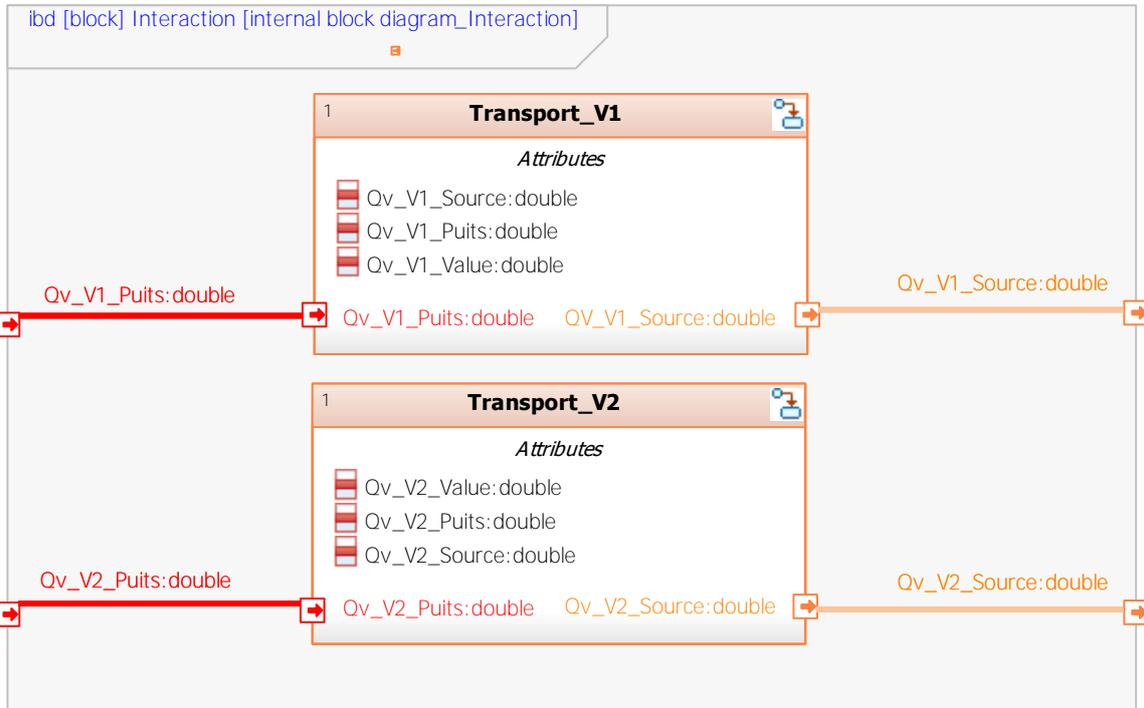 ibd [block] Interaction [internal block diagram_Interaction]
1
Transport_V1
Attributes
Qv_V1_Source:double
Qv_V1_Puits:double
Qv_V1_Value:double
Qv_V1_Puits:double
Qv_V1_Source:double
Qv_V1_Puits:double
QV_V1_Source:double
1
Transport_V2
Attributes
Qv_V2_Value:double
Qv_V2_Puits:double
Qv_V2_Source:double
Qv_V2_Puits:double
Qv_V2_Source:double
Qv_V2_Puits:double
Qv_V2_Source:double